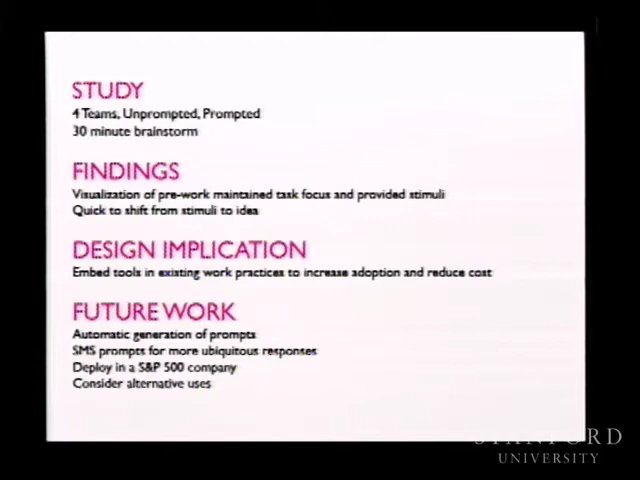 STUDY
4 Teams, Unprompted, Prompted
30 minute brainstorm
FINDINGS
Visualization of pre-work maintained task focus and provided stimuli
Quick to shift from stimuli to idea
DESIGN IMPLICATION
Embed tools in existing work practices to increase adoption and reduce cost
FUTURE WORK
Automatic generation of prompts
SMS prompts for more ubiquitous responses
Deploy in a S&P 500 company
Consider alternative uses
STANFORD
UNIVERSITY